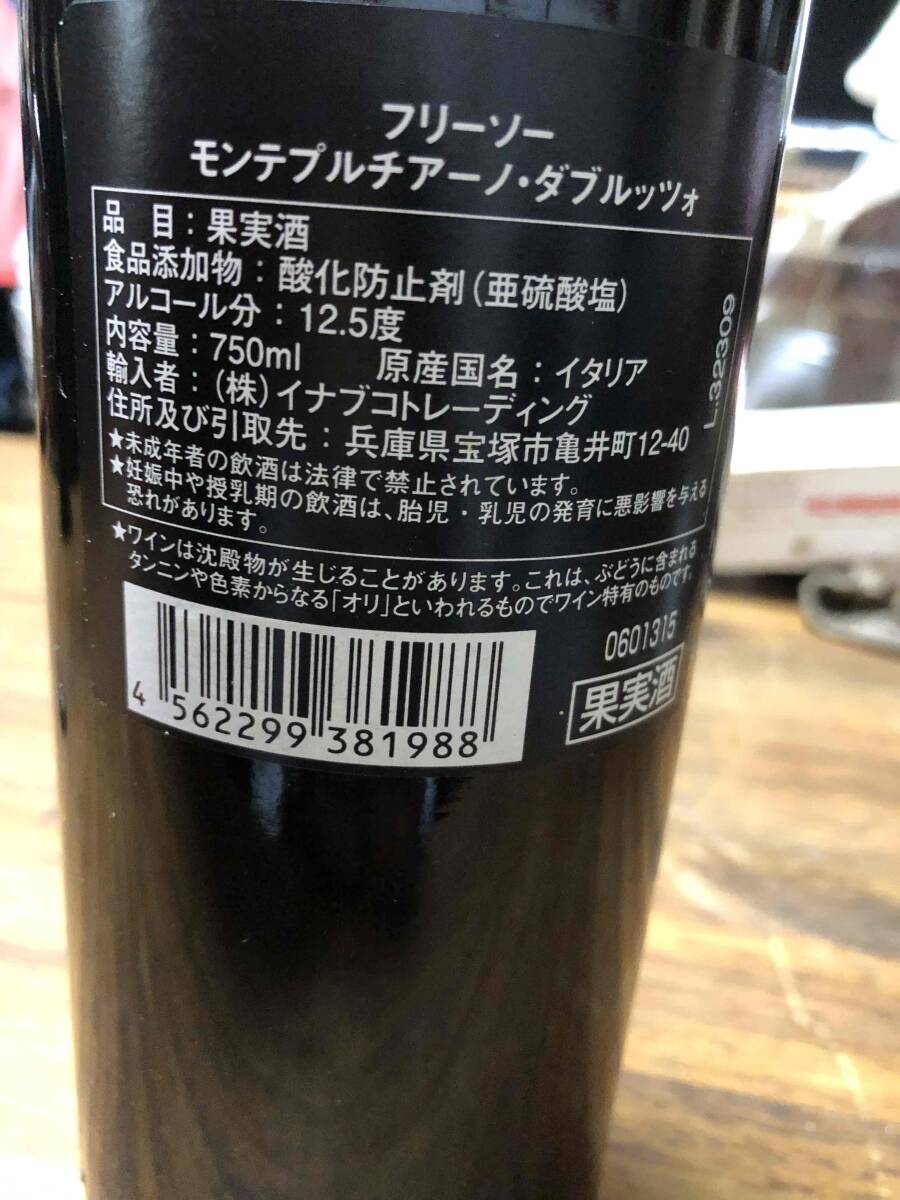 フリーソー
モンテプルチアーノ・ダブルッツォ
品 目：果実酒
食品添加物：酸化防止剤（亜硫酸塩）
アルコール分：12.5度
内容量：750ml 原産国名：イタリア
輸入者：（株）イナブコトレーディング
住所及び引取先：兵庫県宝塚市亀井町12-40
★未成年者の飲酒は法律で禁止されています。
★妊娠中や授乳期の飲酒は、胎児・乳児の発育に悪影響を与える
恐れがあります。
L.32309
★ワインは沈殿物が生じることがあります。これは、ぶどうに含まれる
タンニンや色素からなる「オリ」といわれるものでワイン特有のものです。
0601315
果実酒
4 562299 381988